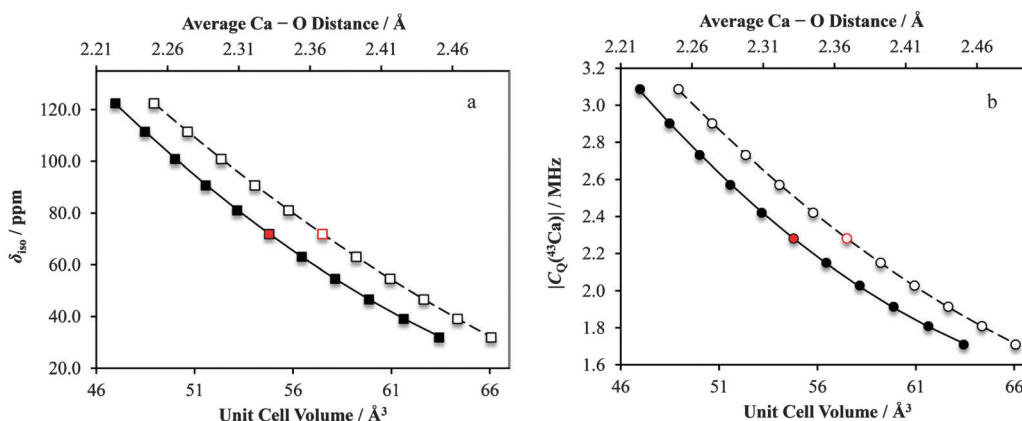 Average Ca – O Distance / Å
2.21 2.26 2.31 2.36 2.41 2.46
a
δiso / ppm
120.0
100.0
80.0
60.0
40.0
20.0
46 51 56 61 66
Unit Cell Volume / Å³
Average Ca – O Distance / Å
2.21 2.26 2.31 2.36 2.41 2.46
b
|CQ(⁴³Ca)| / MHz
3.2
3.0
2.8
2.6
2.4
2.2
2.0
1.8
1.6
46 51 56 61 66
Unit Cell Volume / Å³